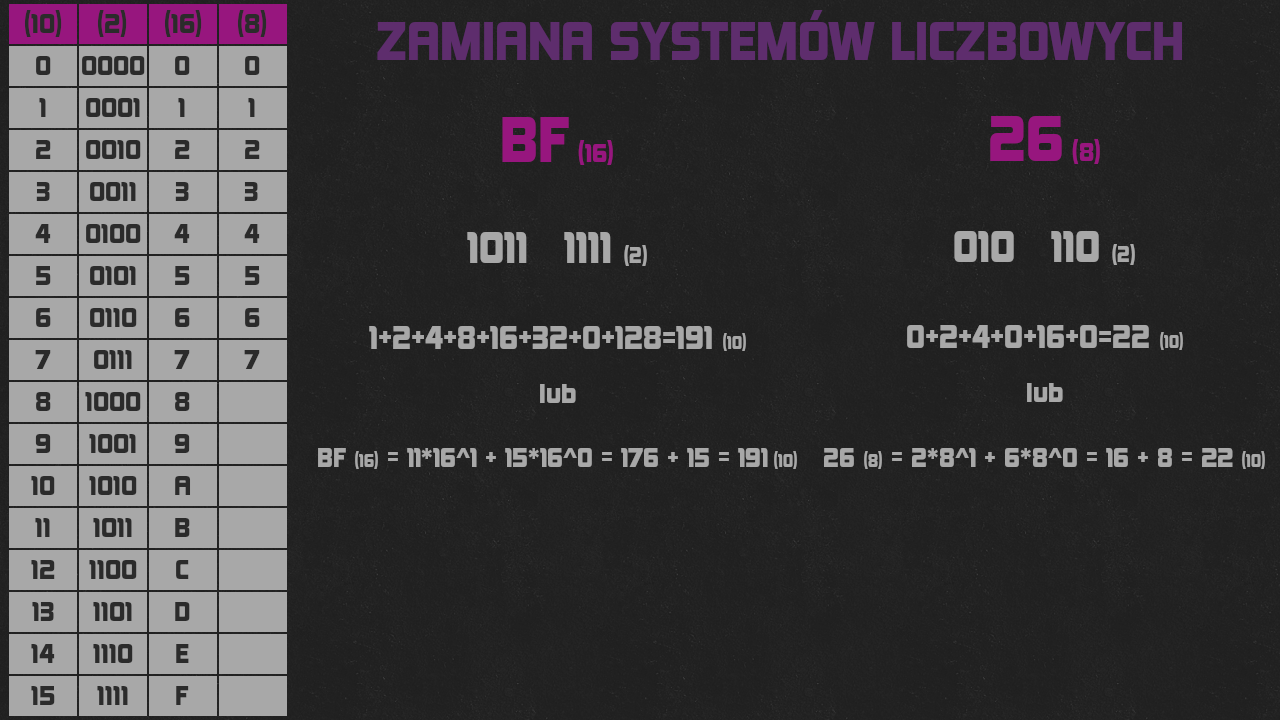 ZAMIANA SYSTEMÓW LICZBOWYCH
(10) (2) (16) (8)
0 0000 0 0
1 0001 1 1
2 0010 2 2
3 0011 3 3
4 0100 4 4
5 0101 5 5
6 0110 6 6
7 0111 7 7
8 1000 8
9 1001 9
10 1010 A
11 1011 B
12 1100 C
13 1101 D
14 1110 E
15 1111 F
BF (16)
1011 1111 (2)
1+2+4+8+16+32+0+128=191 (10)
lub
BF (16) = 11*16^1 + 15*16^0 = 176 + 15 = 191 (10)
26 (8)
010 110 (2)
0+2+4+0+16+0=22 (10)
lub
26 (8) = 2*8^1 + 6*8^0 = 16 + 8 = 22 (10)